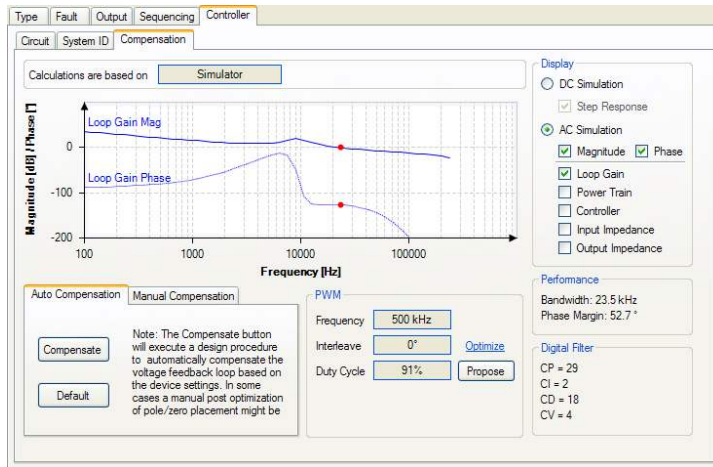 Type Fault Output Sequencing Controller
Circuit System ID Compensation
Calculations are based on Simulator
Magnitude [dB] / Phase [°]
Loop Gain Mag
Loop Gain Phase
0
-100
-200
100 1000 10000 100000
Frequency [Hz]
Auto Compensation Manual Compensation
Compensate
Default
Note: The Compensate button
will execute a design procedure
to automatically compensate the
voltage feedback loop based on
the device settings. In some
cases a manual post optimization
of pole/zero placement might be
PWM
Frequency 500 kHz
Interleave 0° Optimize
Duty Cycle 91% Propose
Display
DC Simulation
Step Response
AC Simulation
Magnitude Phase
Loop Gain
Power Train
Controller
Input Impedance
Output Impedance
Performance
Bandwidth: 23.5 kHz
Phase Margin: 52.7 °
Digital Filter
CP = 29
CI = 2
CD = 18
CV = 4